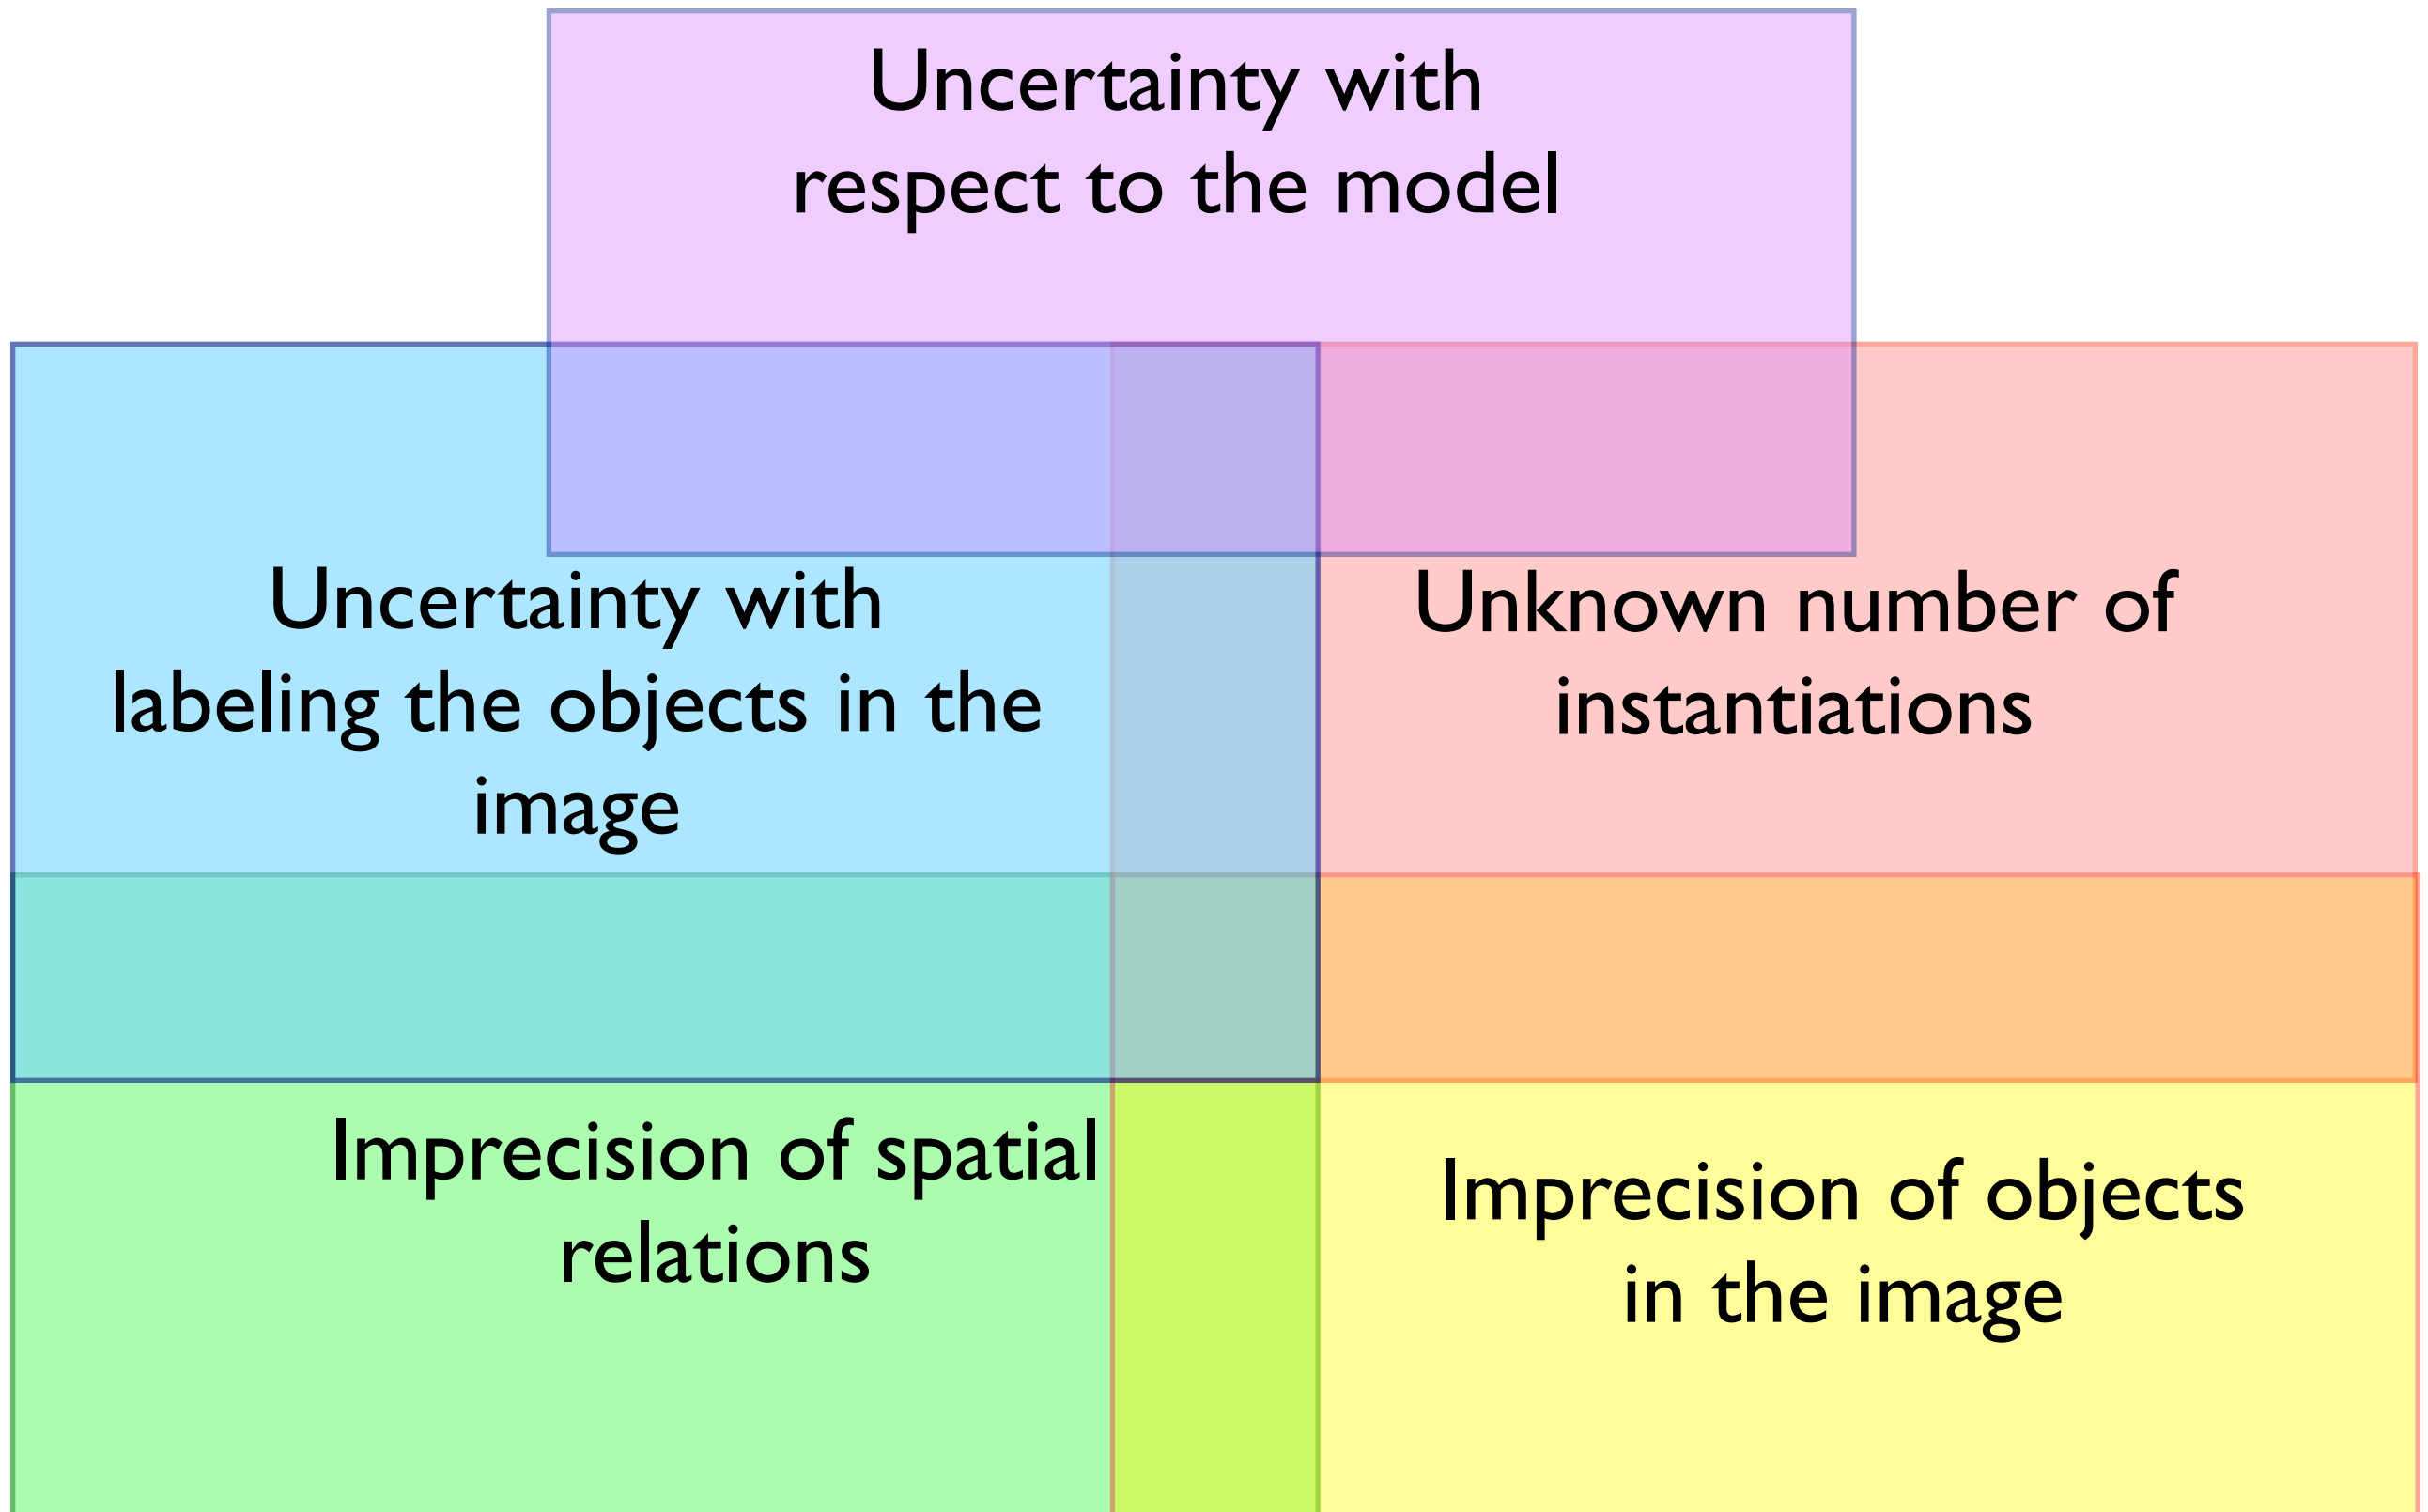 Uncertainty with
respect to the model
Uncertainty with
labeling the objects in the
image
Unknown number of
instantiations
Imprecision of spatial
relations
Imprecision of objects
in the image